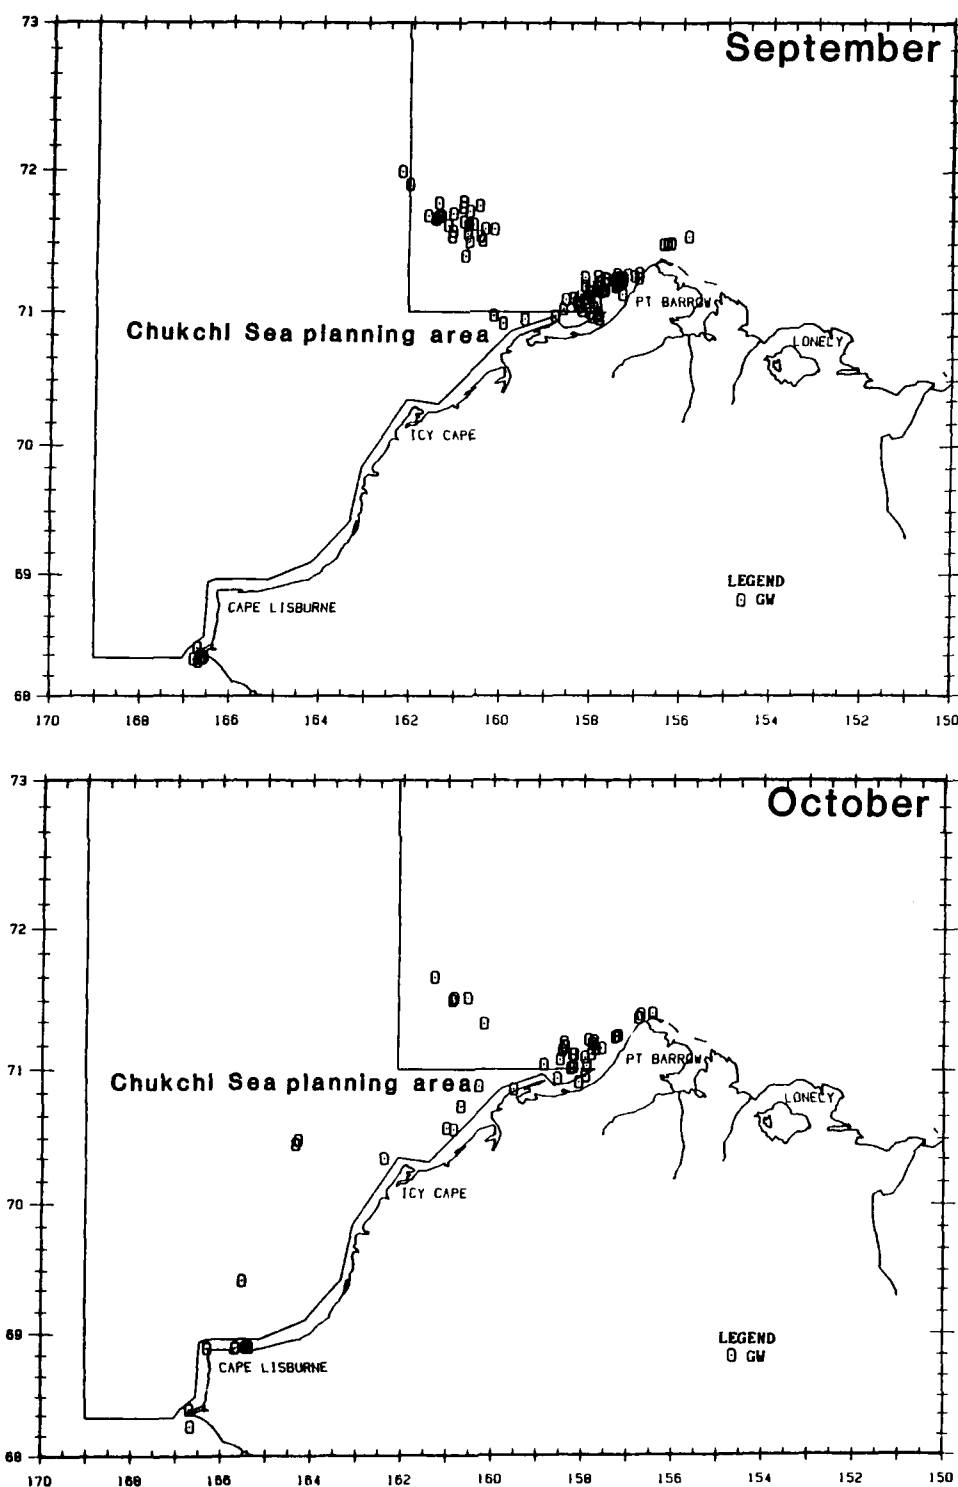 73
September
72
71
PT BARROW
Chukchi Sea planning area
LONELY
ICY CAPE
70
69
LEGEND
0 GW
CAPE LISBURNE
68
170 168 166 164 162 160 158 156 154 152 150
73
October
72
71
PT BARROW
Chukchi Sea planning area
LONELY
ICY CAPE
70
69
LEGEND
0 GW
CAPE LISBURNE
68
170 168 166 164 162 160 158 156 154 152 150